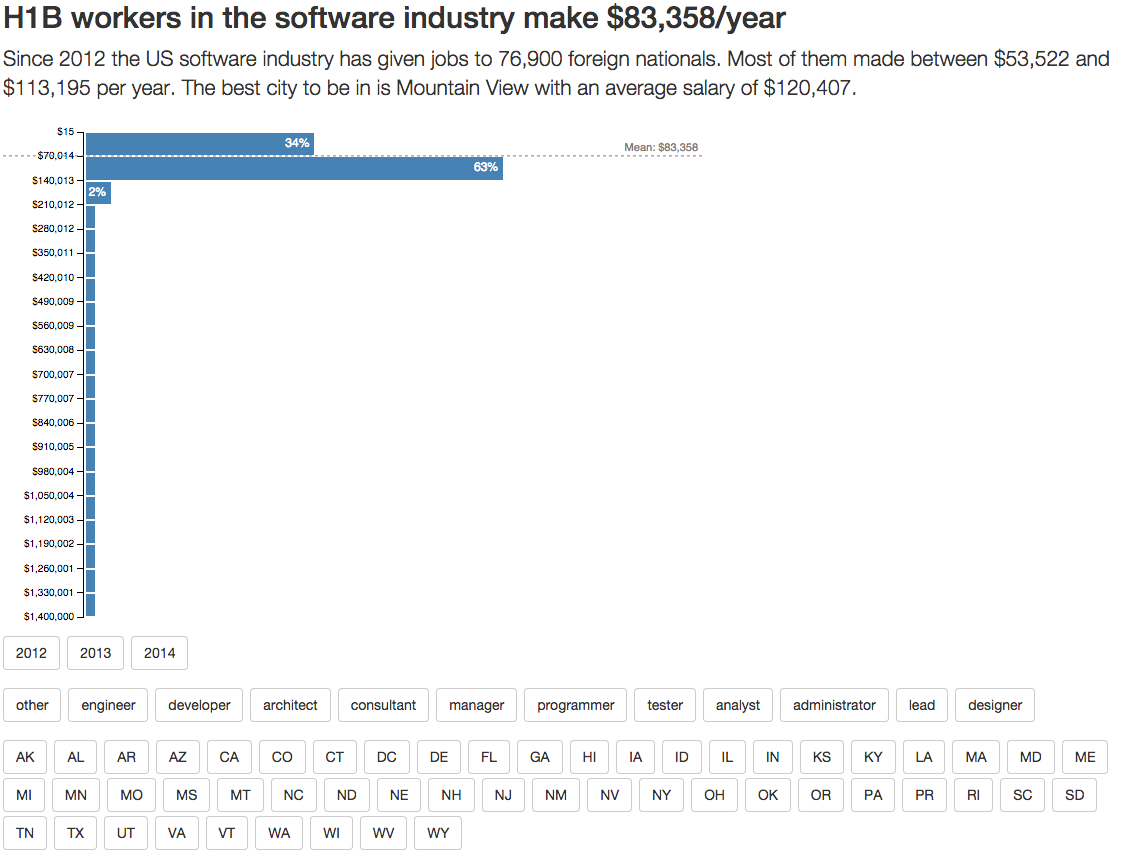 H1B workers in the software industry make $83,358/year
Since 2012 the US software industry has given jobs to 76,900 foreign nationals. Most of them made between $53,522 and
$113,195 per year. The best city to be in is Mountain View with an average salary of $120,407.
$15
34%
Mean: $83,358
$70,014
63%
$140,013
2%
$210,012
$280,012
$350,011
$420,010
$490,009
$560,009
$630,008
$700,007
$770,007
$840,006
$910,005
$980,004
$1,050,004
$1,120,003
$1,190,002
$1,260,001
$1,330,001
$1,400,000
2012 2013 2014
other engineer developer architect consultant manager programmer tester analyst administrator lead designer
AK AL AR AZ CA CO CT DC DE FL GA HI IA ID IL IN KS KY LA MA MD ME
MI MN MO MS MT NC ND NE NH NJ NM NV NY OH OK OR PA PR RI SC SD
TN TX UT VA VT WA WI WV WY